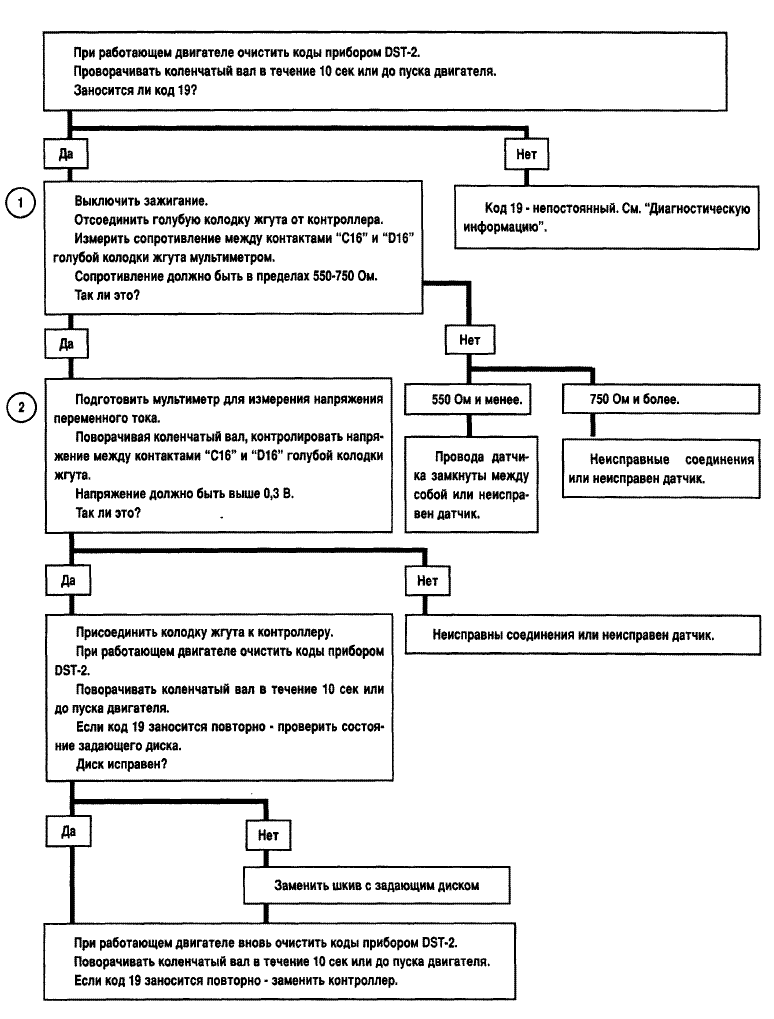 При работающем двигателе очистить коды прибором DST-2.
Проворачивать коленчатый вал в течение 10 сек или до пуска двигателя.
Заносится ли код 19?
Да
Нет
1
Выключить зажигание.
Отсоединить голубую колодку жгута от контроллера.
Измерить сопротивление между контактами “C16” и “D16”
голубой колодки жгута мультиметром.
Сопротивление должно быть в пределах 550-750 Ом.
Так ли это?
Код 19 - непостоянный. См. “Диагностическую
информацию”.
Да
Нет
2
Подготовить мультиметр для измерения напряжения
переменного тока.
Поворачивая коленчатый вал, контролировать напря-
жение между контактами “C16” и “D16” голубой колодки
жгута.
Напряжение должно быть выше 0,3 В.
Так ли это?
550 Ом и менее.
750 Ом и более.
Провода датчи-
ка замкнуты между
собой или неиспра-
вен датчик.
Неисправные соединения
или неисправен датчик.
Да
Нет
Присоединить колодку жгута к контроллеру.
При работающем двигателе очистить коды прибором
DST-2.
Поворачивать коленчатый вал в течение 10 сек или
до пуска двигателя.
Если код 19 заносится повторно - проверить состоя-
ние задающего диска.
Диск исправен?
Неисправны соединения или неисправен датчик.
Да
Нет
Заменить шкив с задающим диском
При работающем двигателе вновь очистить коды прибором DST-2.
Поворачивать коленчатый вал в течение 10 сек или до пуска двигателя.
Если код 19 заносится повторно - заменить контроллер.